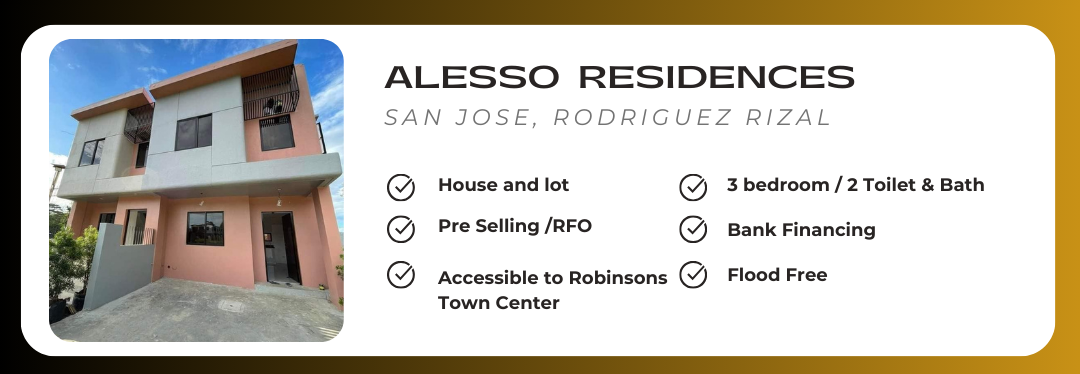 ALESSO RESIDENCES
SAN JOSE, RODRIGUEZ RIZAL
House and lot
Pre Selling /RFO
Accessible to Robinsons
Town Center
3 bedroom / 2 Toilet & Bath
Bank Financing
Flood Free